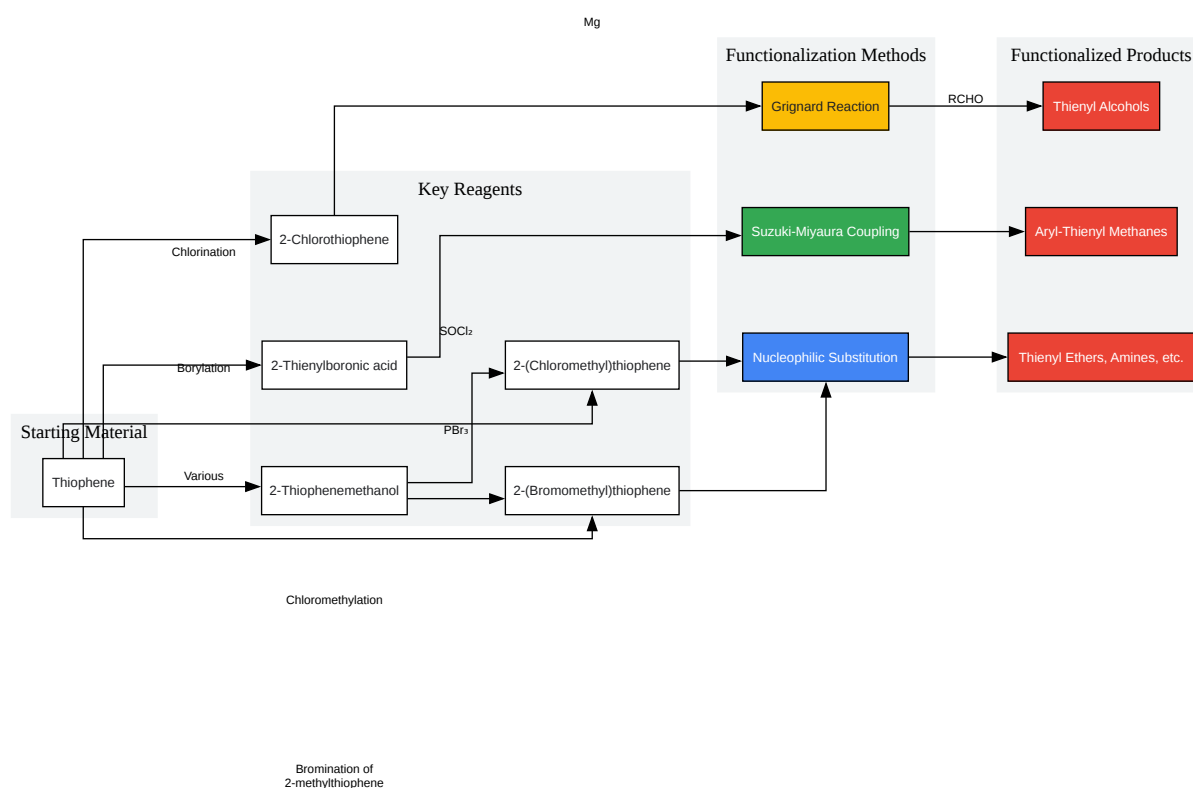 Mg
Functionalization Methods
Functionalized Products
Grignard Reaction
RCHO
Thienyl Alcohols
Key Reagents
2-Chlorothiophene
Chlorination
Suzuki-Miyaura Coupling
Aryl-Thienyl Methanes
SOCl₂
Borylation
2-Thienylboronic acid
2-(Chloromethyl)thiophene
Nucleophilic Substitution
Thienyl Ethers, Amines, etc.
Starting Material
PBr₃
Thiophene
Various
2-Thiophenemethanol
2-(Bromomethyl)thiophene
Chloromethylation
Bromination of
2-methylthiophene